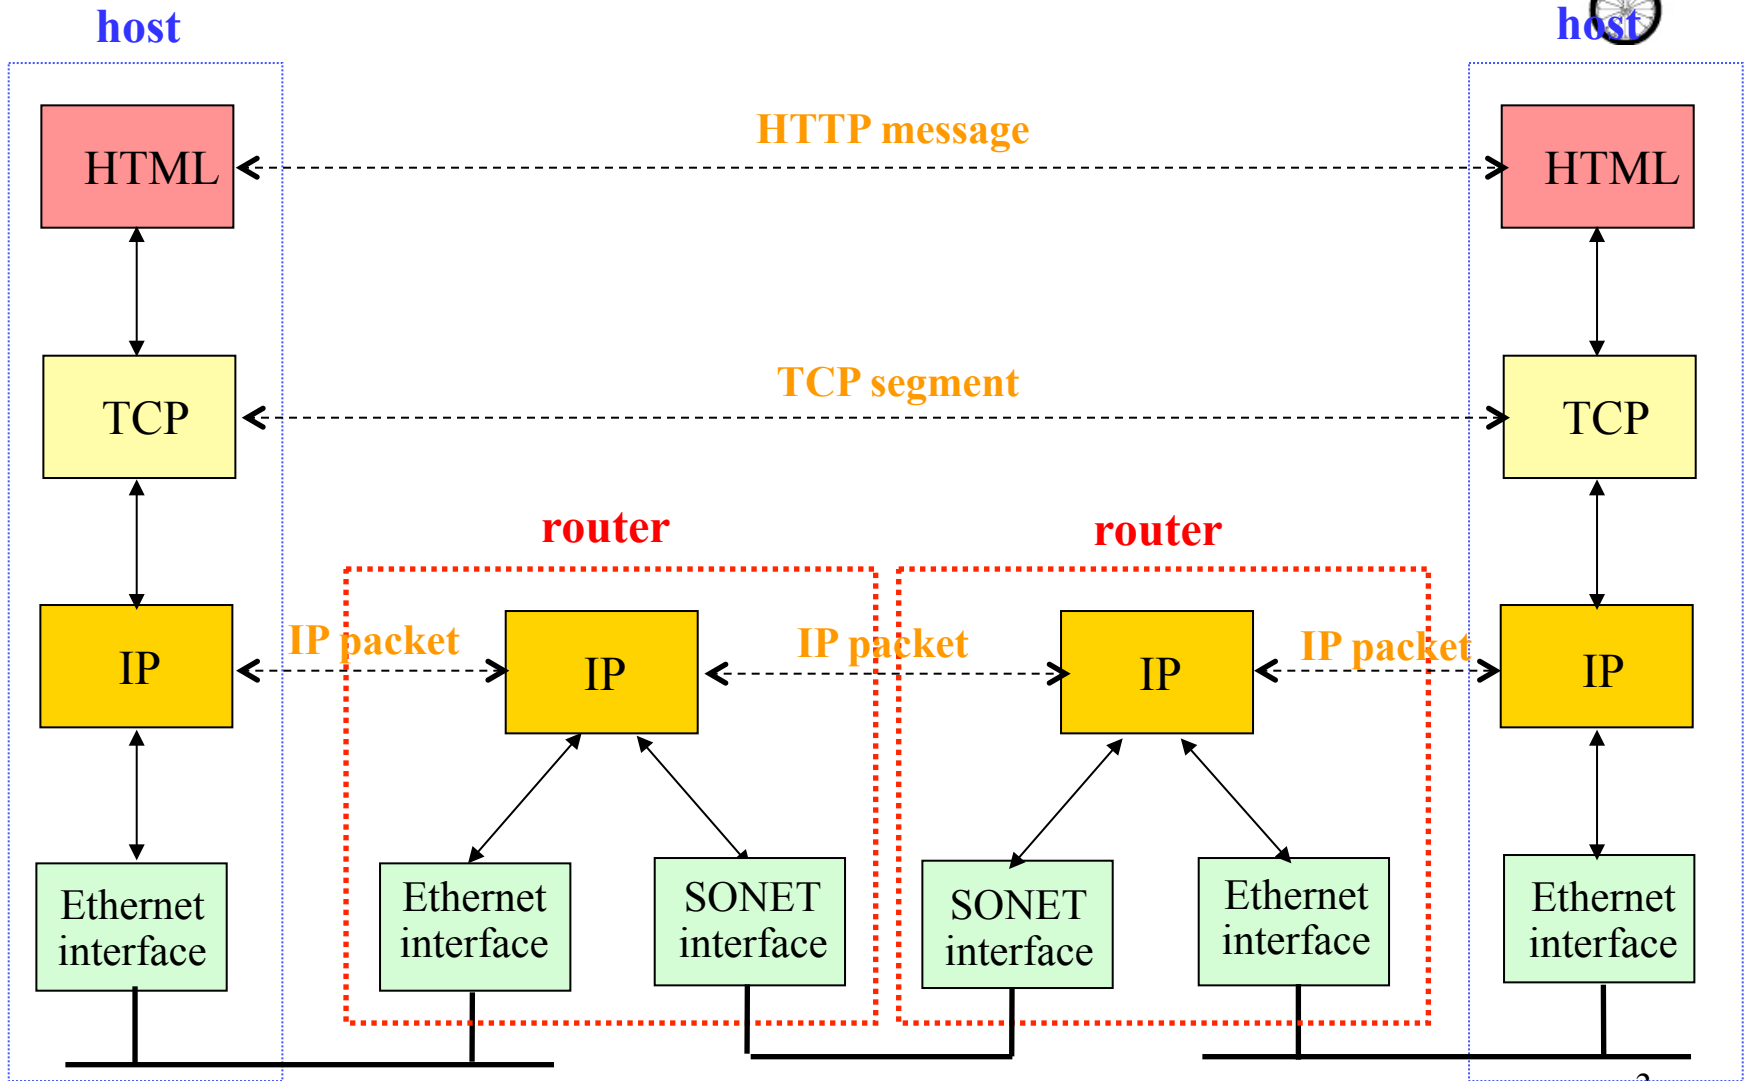 host
host
HTTP message
HTML
HTML
TCP segment
TCP
TCP
router
router
IP packet
IP packet
IP packet
IP
IP
IP
IP
Ethernet
interface
Ethernet
interface
SONET
interface
SONET
interface
Ethernet
interface
Ethernet
interface